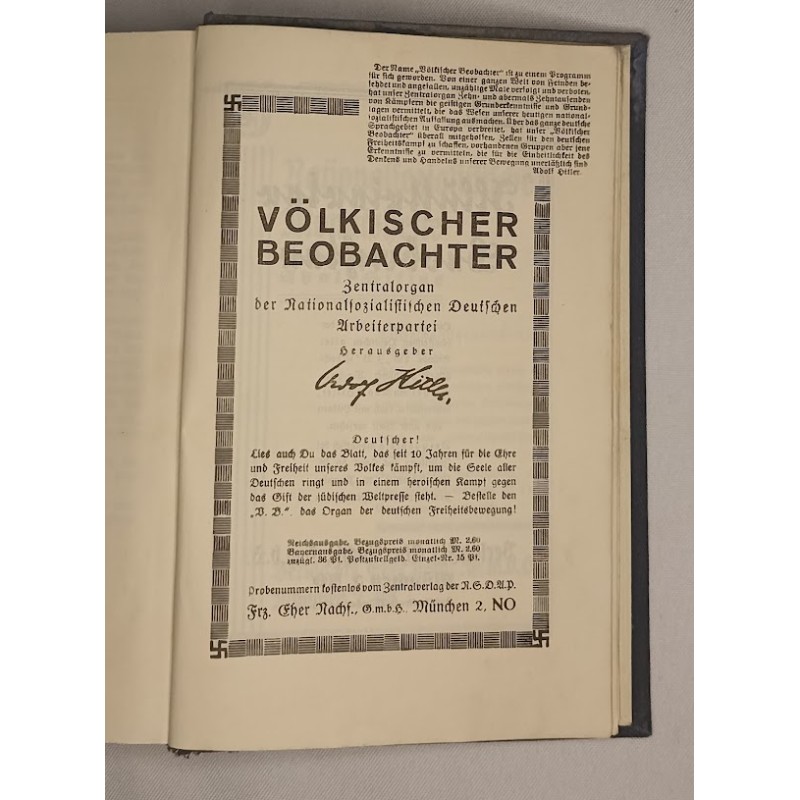 Der Name „Völkischer Beobachter“ ist zu einem Programm
für sich geworden. Von einer ganzen Welt von Feinden be-
fehdet und angefallen, unzählige Male verfolgt und verboten,
hat unser Zentralorgan Zehn- und abermals Zehntausenden
von Kämpfern die geistigen Grunderkenntnisse und Grund-
lagen vermittelt, die das Wesen unserer heutigen national-
sozialistischen Auffassung ausmachen. Über das ganze deutsche
Sprachgebiet in Europa verbreitet, hat unser „Völkischer
Beobachter“ überall mitgeholfen, Zellen für den deutschen
Freiheitskampf zu schaffen, vorhandenen Gruppen aber jene
Erkenntnisse zu vermitteln, die für die Einheitlichkeit des
Denkens und Handelns unserer Bewegung unerläßlich sind
Adolf Hitler.
VÖLKISCHER
BEOBACHTER
Zentralorgan
der Nationalsozialistischen Deutschen
Arbeiterpartei
Herausgeber
Adolf Hitler.
Deutscher!
Lies auch Du das Blatt, das seit 10 Jahren für die Ehre
und Freiheit unseres Volkes kämpft, um die Seele aller
Deutschen ringt und in einem heroischen Kampf gegen
das Gift der jüdischen Weltpresse steht. — Bestelle den
„V. B.“, das Organ der deutschen Freiheitsbewegung!
Reichsausgabe, Bezugspreis monatlich M. 2.60
Bayernausgabe, Bezugspreis monatlich M. 2.60
zuzügl. 36 Pf. Postzustellgeld. Einzel-Nr. 15 Pf.
Probenummern kostenlos vom Zentralverlag der N.S.D.A.P.
Frz. Eher Nachf., G.m.b.H., München 2, NO